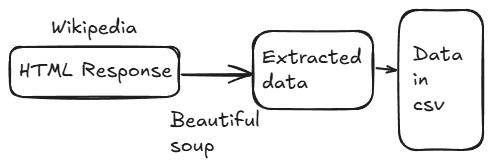 Wikipedia
HTML Response
Beautiful
soup
Extracted
data
Data
in
csv